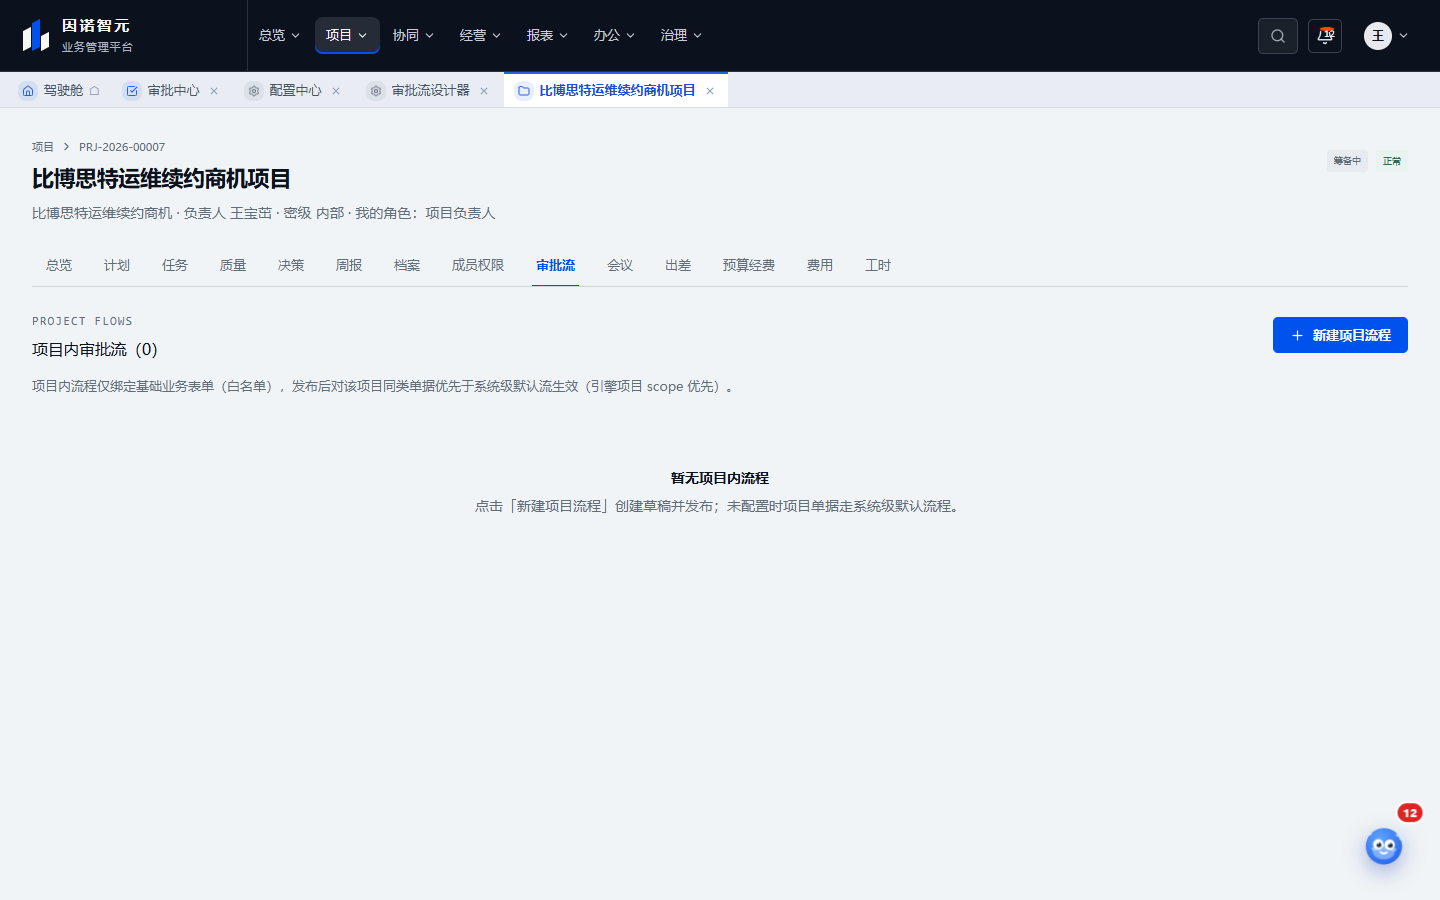 因诺智元
业务管理平台
总览 项目 协同 经营 报表 办公 治理
12
王
驾驶舱 审批中心 配置中心 审批流设计器 比博思特运维续约商机项目
项目 > PRJ-2026-00007
比博思特运维续约商机项目
筹备中 正常
比博思特运维续约商机 · 负责人 王宝茁 · 密级 内部 · 我的角色：项目负责人
总览 计划 任务 质量 决策 周报 档案 成员权限 审批流 会议 出差 预算经费 费用 工时
PROJECT FLOWS
项目内审批流（0）
+ 新建项目流程
项目内流程仅绑定基础业务表单（白名单），发布后对该项目同类单据优先于系统级默认流生效（引擎项目 scope 优先）。
暂无项目内流程
点击「新建项目流程」创建草稿并发布；未配置时项目单据走系统级默认流程。
12